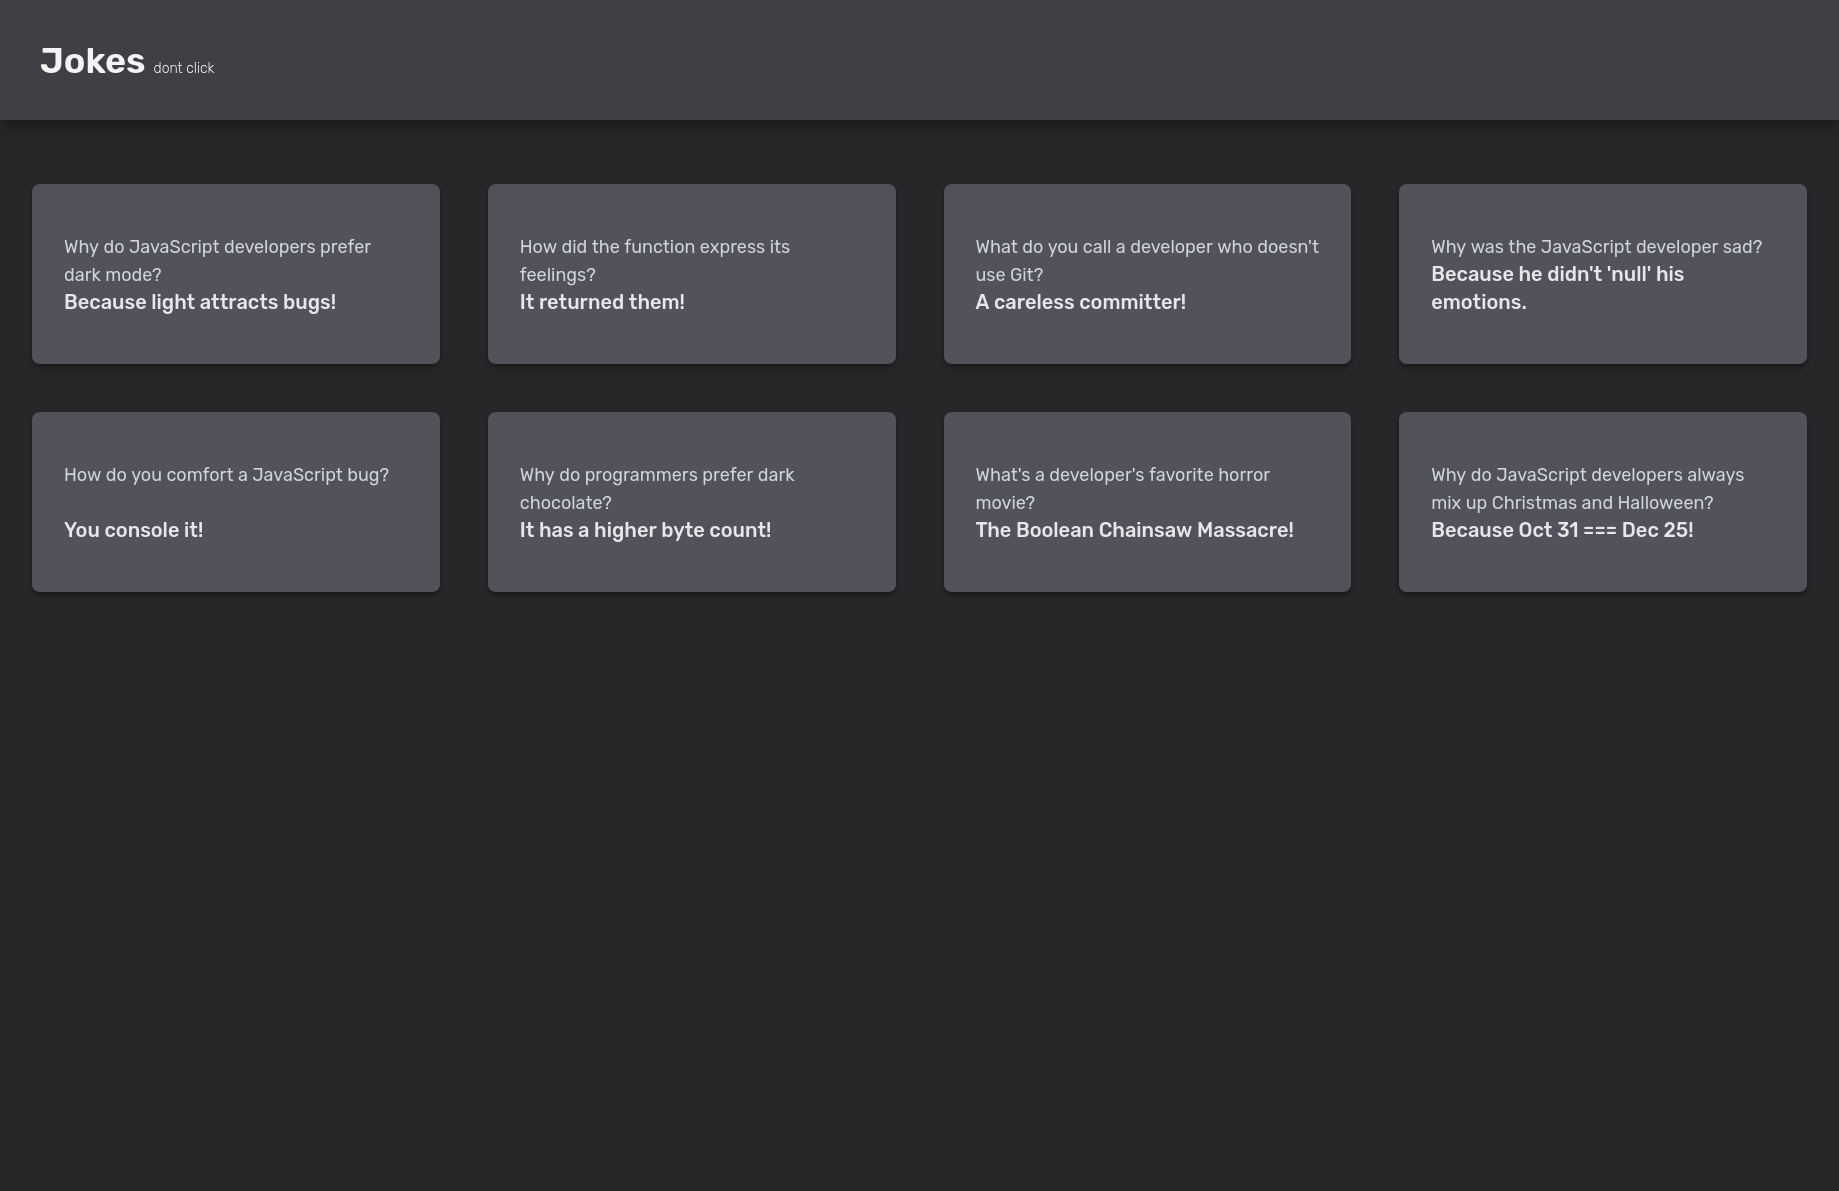 Jokes dont click
Why do JavaScript developers prefer
dark mode?
Because light attracts bugs!
How did the function express its
feelings?
It returned them!
What do you call a developer who doesn't
use Git?
A careless committer!
Why was the JavaScript developer sad?
Because he didn't 'null' his
emotions.
How do you comfort a JavaScript bug?
You console it!
Why do programmers prefer dark
chocolate?
It has a higher byte count!
What's a developer's favorite horror
movie?
The Boolean Chainsaw Massacre!
Why do JavaScript developers always
mix up Christmas and Halloween?
Because Oct 31 === Dec 25!